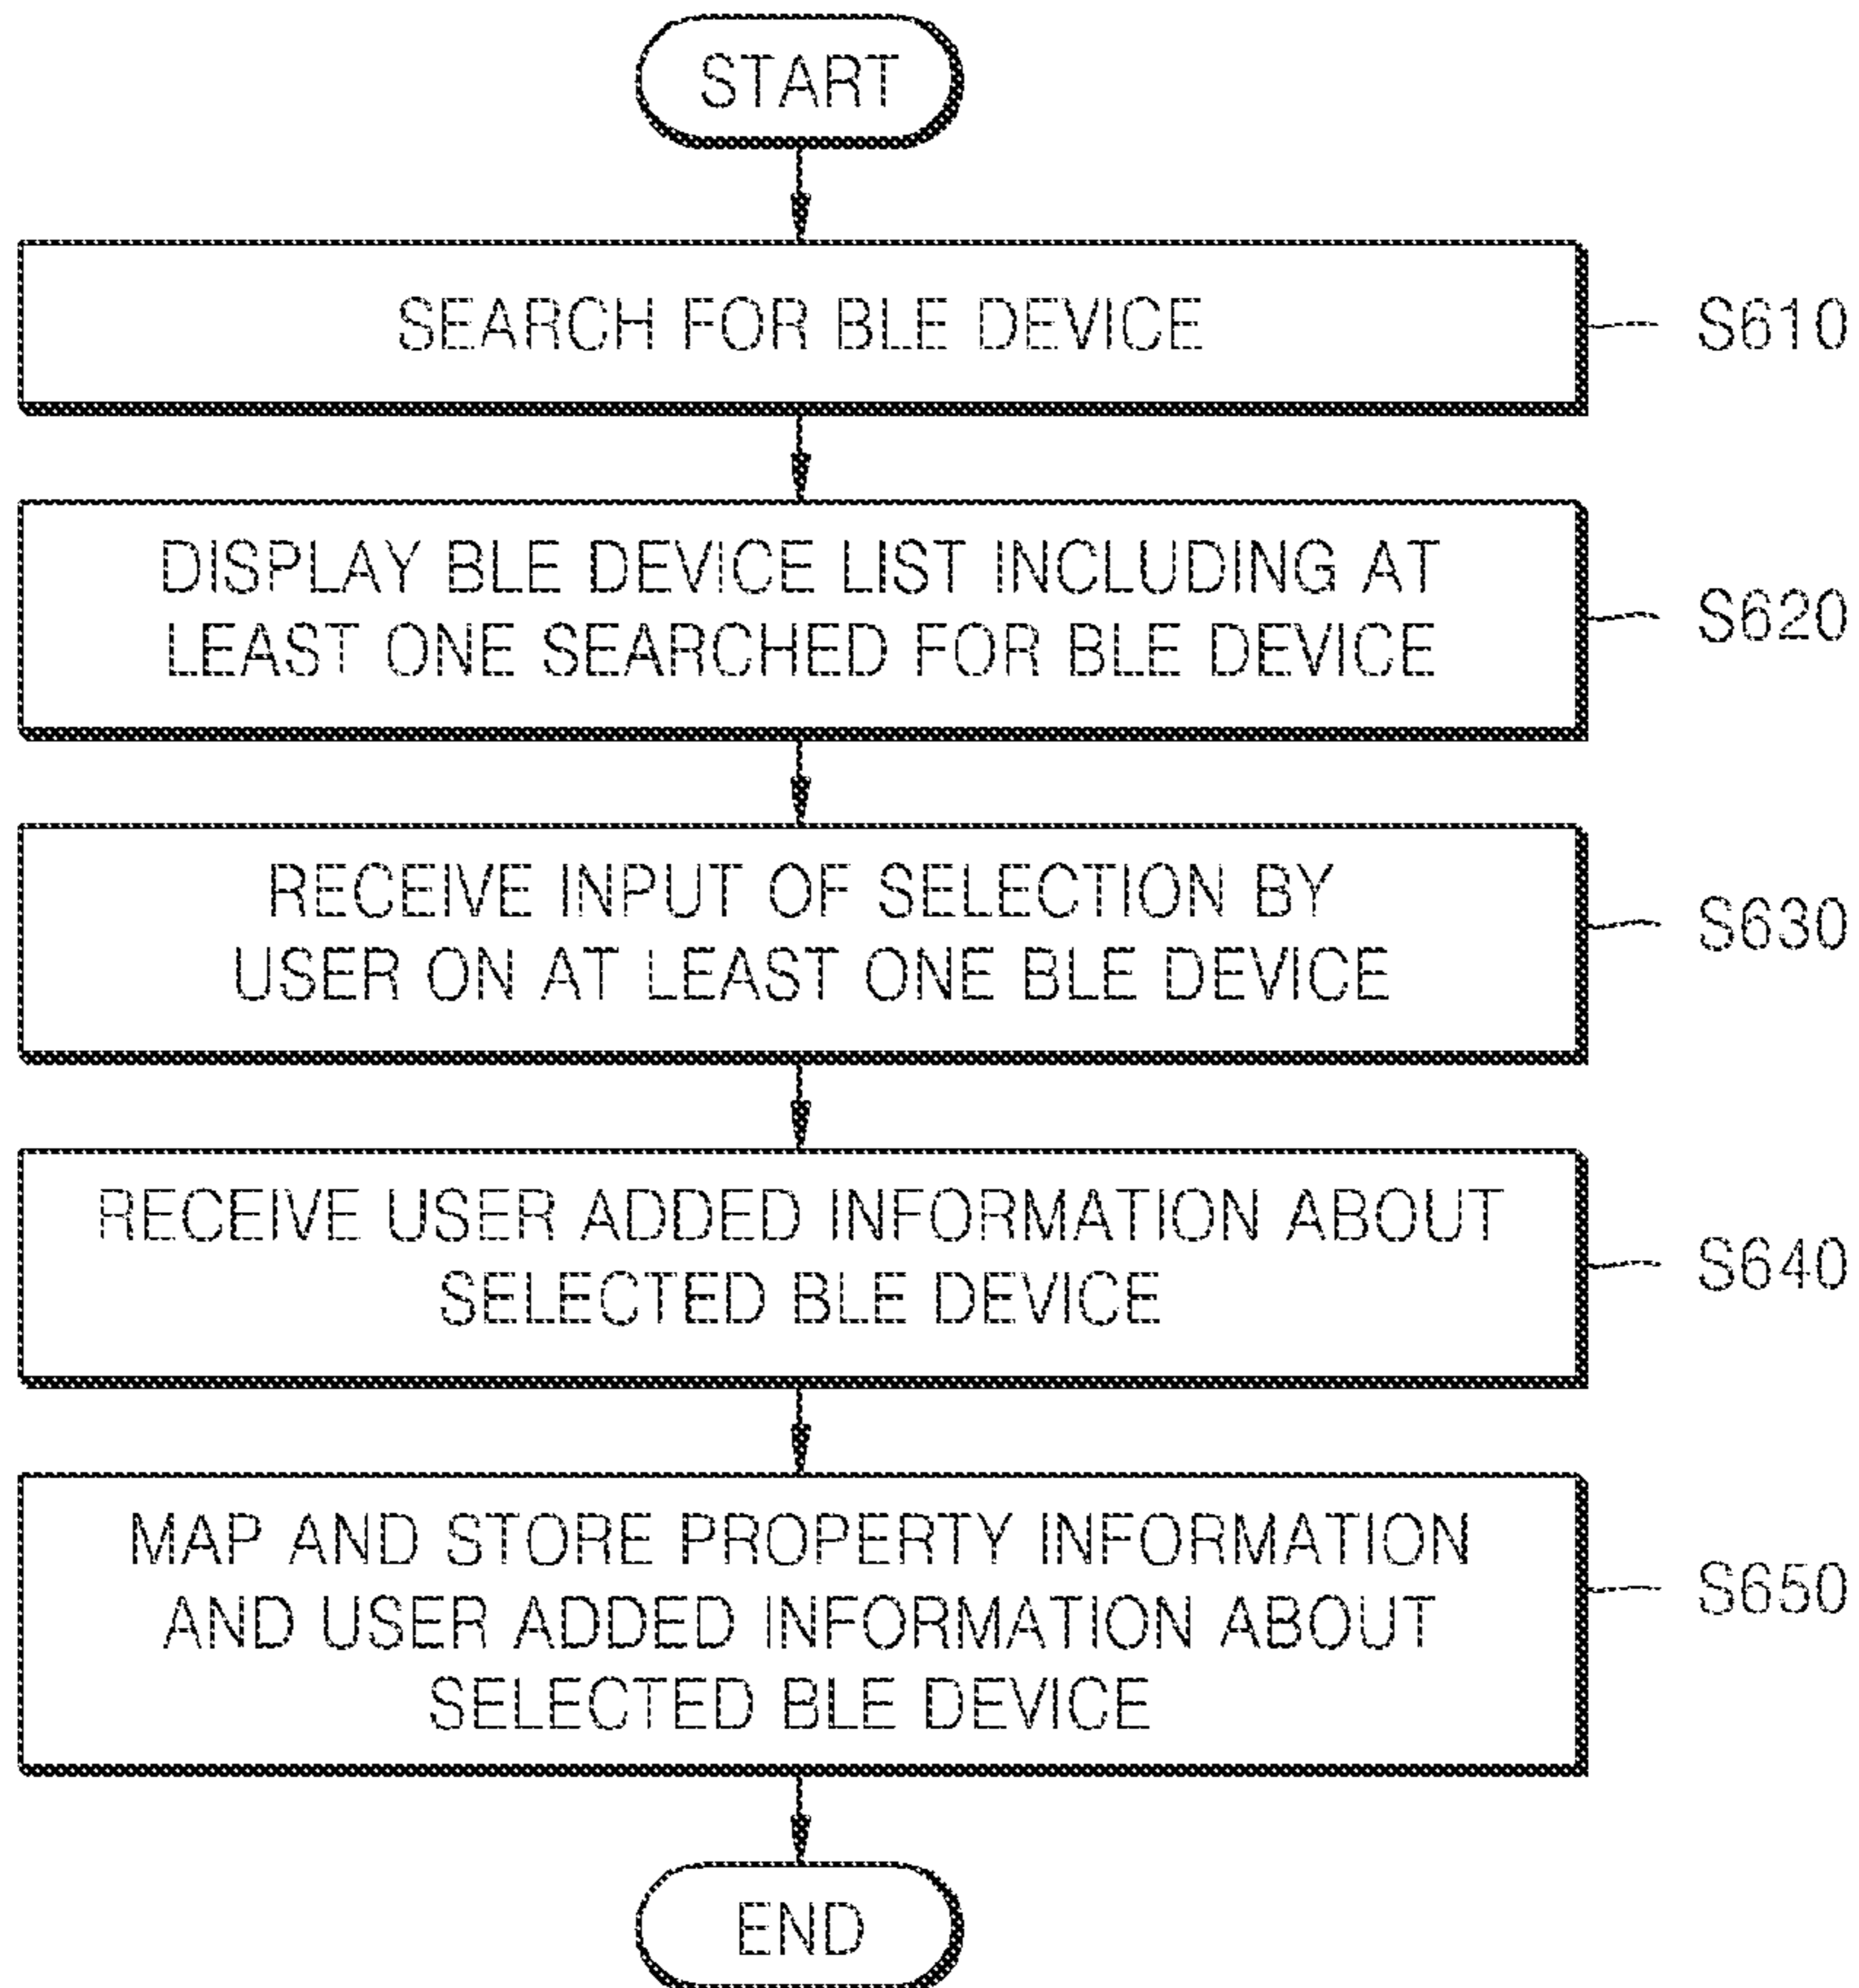 START
SEARCH FOR BLE DEVICE
S610
DISPLAY BLE DEVICE LIST INCLUDING AT
LEAST ONE SEARCHED FOR BLE DEVICE
S620
RECEIVE INPUT OF SELECTION BY
USER ON AT LEAST ONE BLE DEVICE
S630
RECEIVE USER ADDED INFORMATION ABOUT
SELECTED BLE DEVICE
S640
MAP AND STORE PROPERTY INFORMATION
AND USER ADDED INFORMATION ABOUT
SELECTED BLE DEVICE
S650
END